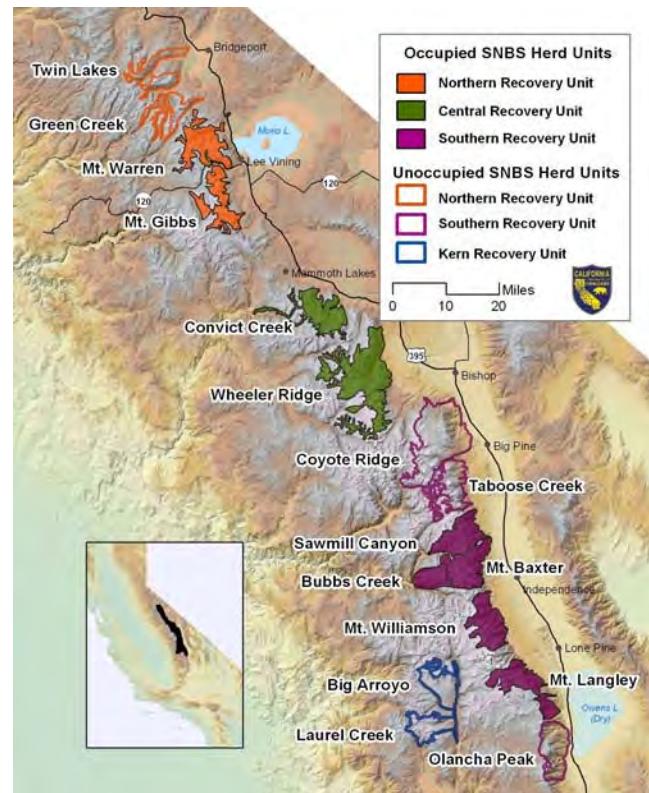 Occupied SNBS Herd Units
Northern Recovery Unit
Central Recovery Unit
Southern Recovery Unit
Unoccupied SNBS Herd Units
Northern Recovery Unit
Southern Recovery Unit
Kern Recovery Unit
Miles
0 10 20
CALIFORNIA
Bridgeport
Twin Lakes
Green Creek
Mono L.
Lee Vining
Mt. Warren
120
120
Mt. Gibbs
Mammoth Lakes
Convict Creek
395
Bishop
Wheeler Ridge
Big Pine
Coyote Ridge
Taboose Creek
Sawmill Canyon
Mt. Baxter
Bubbs Creek
Independence
Mt. Williamson
Lone Pine
Big Arroyo
Mt. Langley
Owens L.
(Dry)
Laurel Creek
Olancha Peak